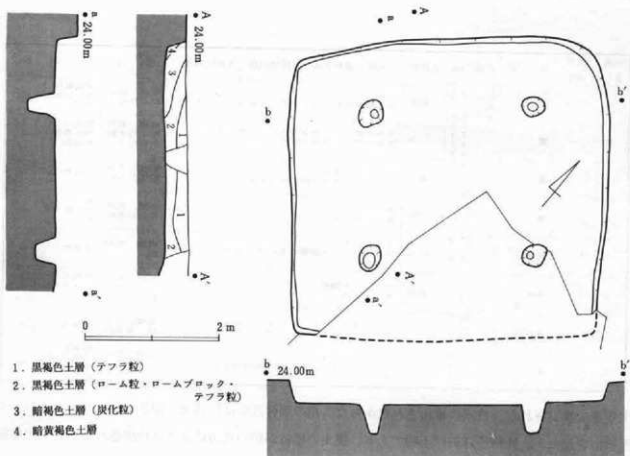 a
24.00m
a′
A
24.00m
3
2
1
1
2
A′
a
A
b
b′
A′
a′
0 2 m
b 24.00m b′
1．黒褐色土層（テフラ粒）
2．黒褐色土層（ローム粒・ロームブロック・
テフラ粒）
3．暗褐色土層（炭化粒）
4．暗黄褐色土層